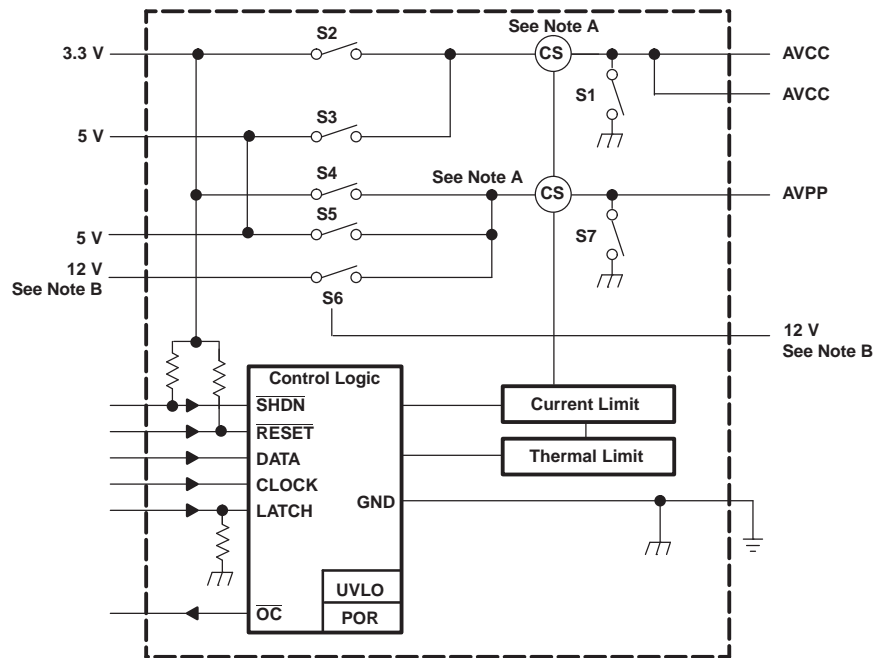 See Note A
3.3 V
S2
CS
AVCC
S1
AVCC
S3
5 V
S4
See Note A
CS
AVPP
S5
S7
5 V
12 V
See Note B
S6
12 V
See Note B
Control Logic
SHDN
RESET
DATA
CLOCK
LATCH
GND
OC
UVLO
POR
Current Limit
Thermal Limit